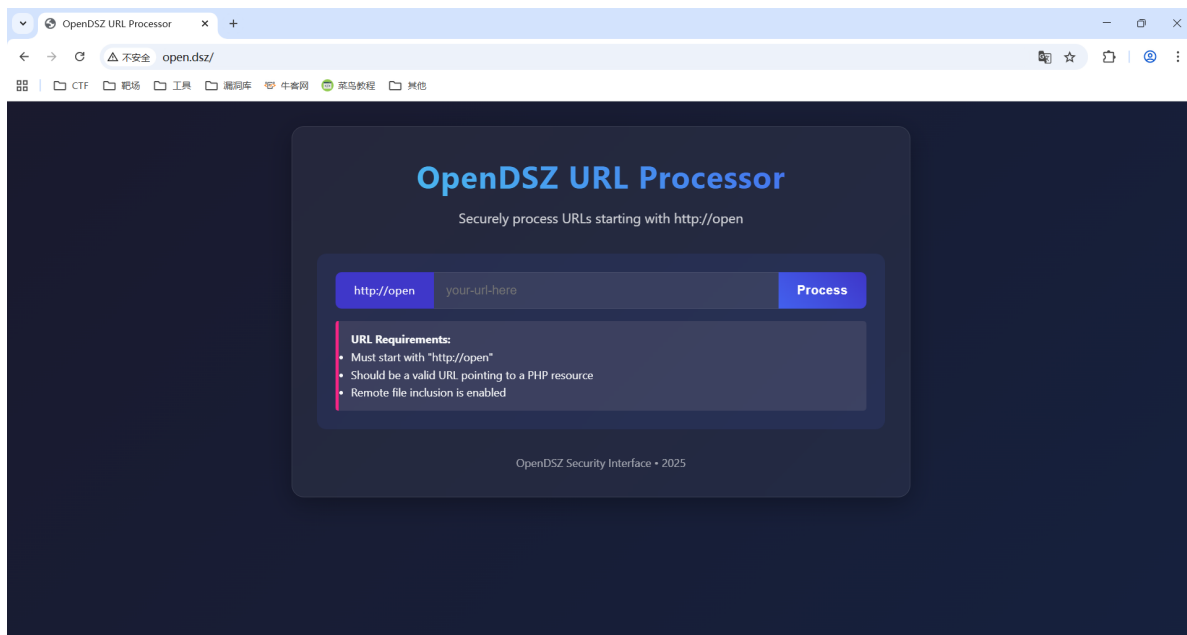 OpenDSZ URL Processor
不安全 open.dsz/
CTF 靶场 工具 漏洞库 牛客网 菜鸟教程 其他
OpenDSZ URL Processor
Securely process URLs starting with http://open
http://open your-url-here Process
URL Requirements:
Must start with "http://open"
Should be a valid URL pointing to a PHP resource
Remote file inclusion is enabled
OpenDSZ Security Interface • 2025